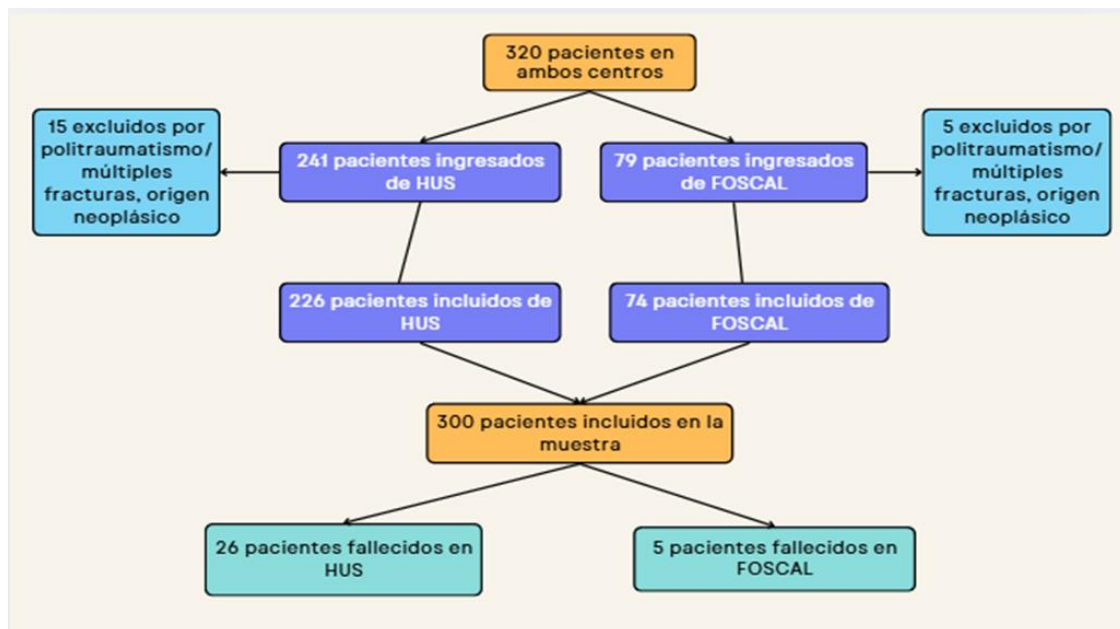 320 pacientes en
ambos centros
15 excluidos por
politraumatismo/
múltiples
fracturas, origen
neoplásico
241 pacientes ingresados
de HUS
79 pacientes ingresados
de FOSCAL
5 excluidos por
politraumatismo/
múltiples
fracturas, origen
neoplásico
226 pacientes incluidos de
HUS
74 pacientes incluidos de
FOSCAL
300 pacientes incluidos en la
muestra
26 pacientes fallecidos en
HUS
5 pacientes fallecidos en
FOSCAL